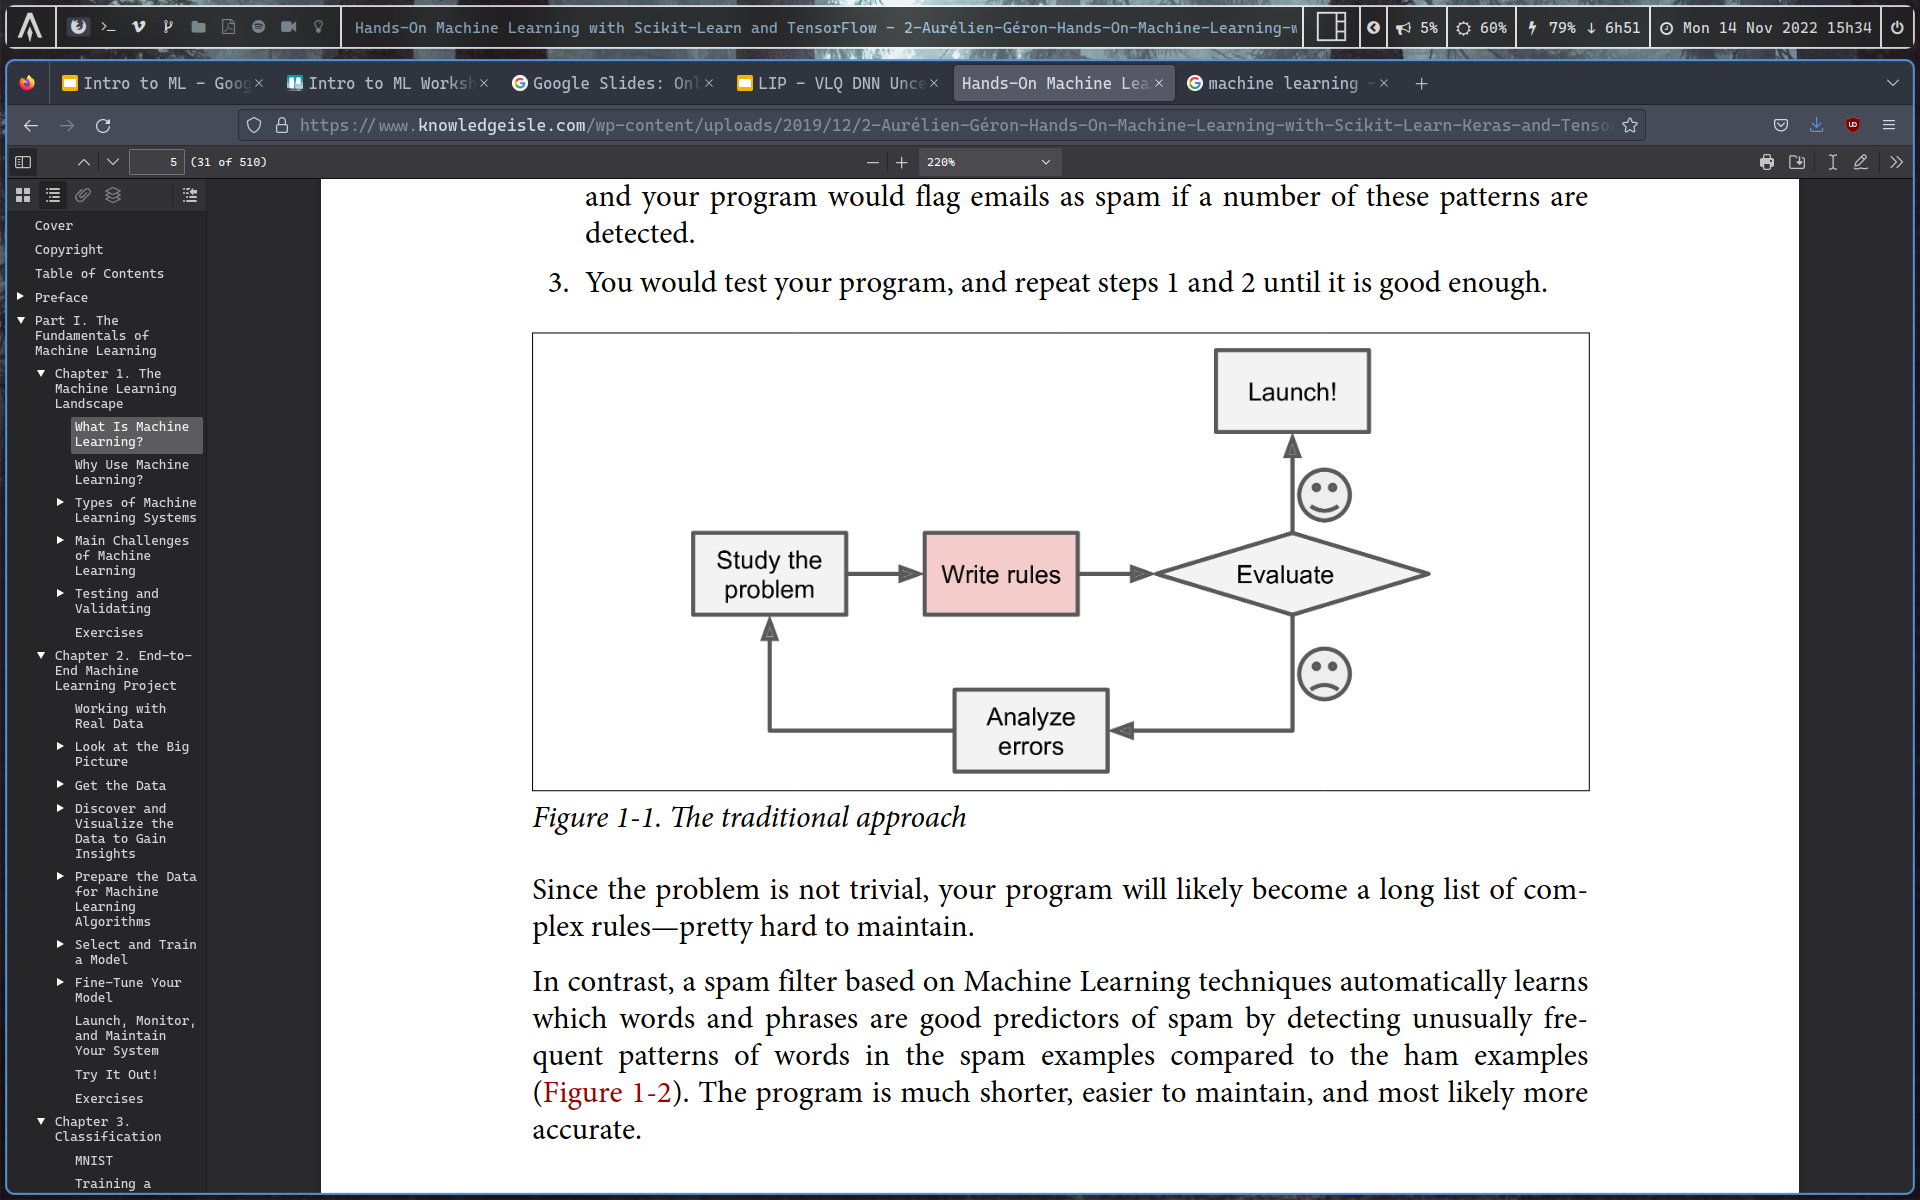 Hands-On Machine Learning with Scikit-Learn and TensorFlow – 2-Aurélien-Géron-Hands-On-Machine-Learning-w
5%
60%
79% ↓ 6h51
Mon 14 Nov 2022 15h34
Intro to ML – Goog
Intro to ML Worksh
Google Slides: Onl
LIP – VLQ DNN Unce
Hands-On Machine Lea
machine learning -
https://www.knowledgeisle.com/wp-content/uploads/2019/12/2-Aurélien-Géron-Hands-On-Machine-Learning-with-Scikit-Learn-Keras-and-Tenso
5 (31 of 510)
220%
Cover
Copyright
Table of Contents
Preface
Part I. The
Fundamentals of
Machine Learning
Chapter 1. The
Machine Learning
Landscape
What Is Machine
Learning?
Why Use Machine
Learning?
Types of Machine
Learning Systems
Main Challenges
of Machine
Learning
Testing and
Validating
Exercises
Chapter 2. End-to-
End Machine
Learning Project
Working with
Real Data
Look at the Big
Picture
Get the Data
Discover and
Visualize the
Data to Gain
Insights
Prepare the Data
for Machine
Learning
Algorithms
Select and Train
a Model
Fine-Tune Your
Model
Launch, Monitor,
and Maintain
Your System
Try It Out!
Exercises
Chapter 3.
Classification
MNIST
Training a
and your program would flag emails as spam if a number of these patterns are
detected.
3. You would test your program, and repeat steps 1 and 2 until it is good enough.
Launch!
Study the
problem
Write rules
Evaluate
Analyze
errors
Figure 1-1. The traditional approach
Since the problem is not trivial, your program will likely become a long list of com-
plex rules—pretty hard to maintain.
In contrast, a spam filter based on Machine Learning techniques automatically learns
which words and phrases are good predictors of spam by detecting unusually fre-
quent patterns of words in the spam examples compared to the ham examples
(Figure 1-2). The program is much shorter, easier to maintain, and most likely more
accurate.